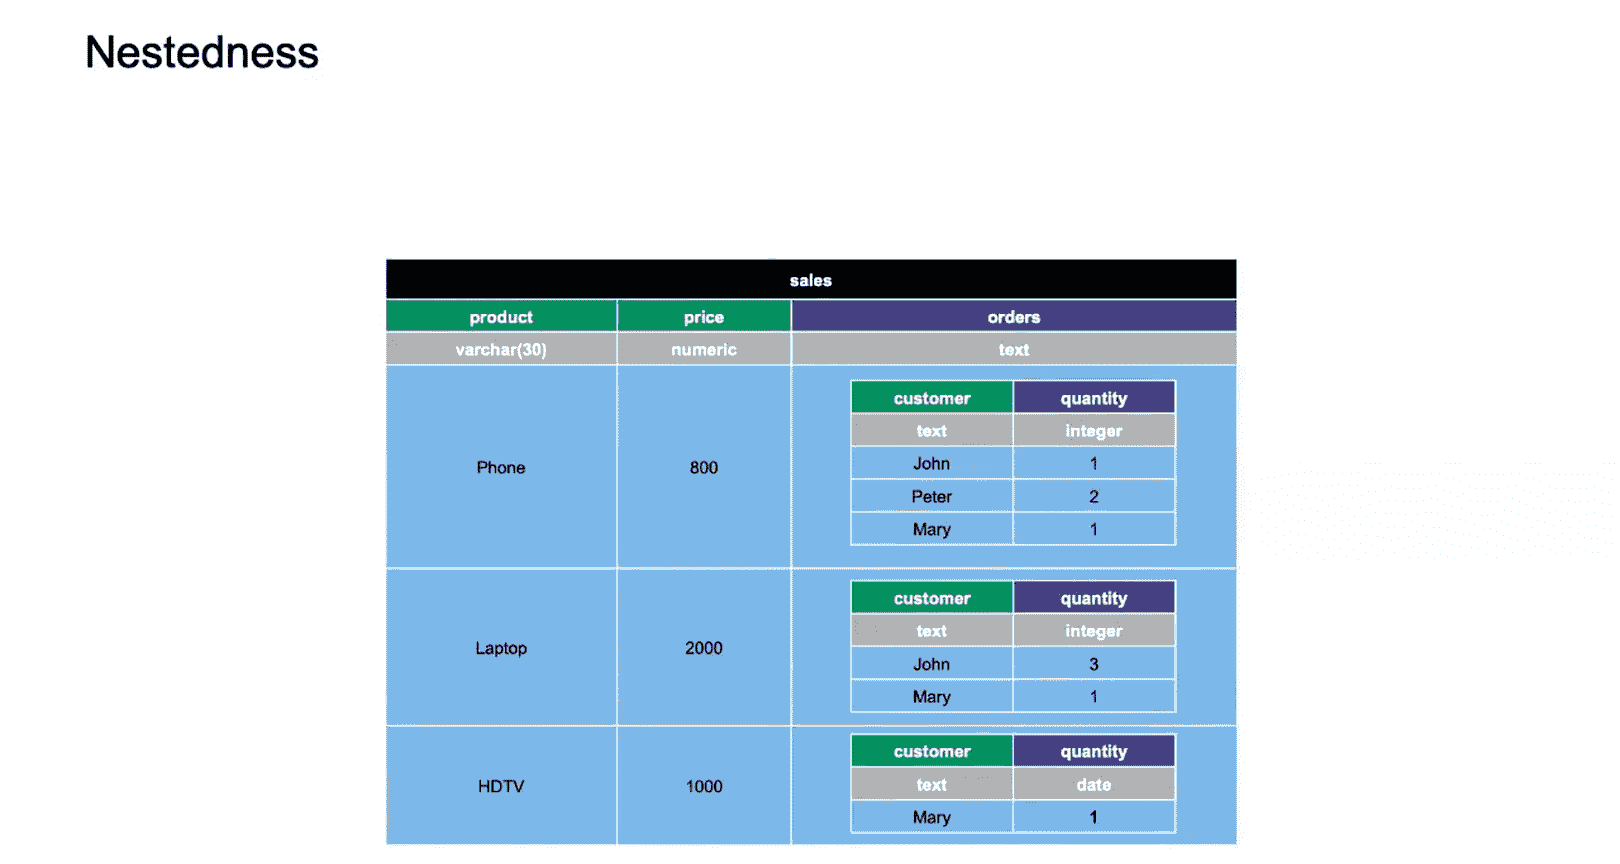 Nestedness
sales
product price orders
varchar(30) numeric text
customer quantity
text integer
John 1
Phone 800
Peter 2
Mary 1
customer quantity
text integer
Laptop 2000
John 3
Mary 1
customer quantity
HDTV 1000
text date
Mary 1